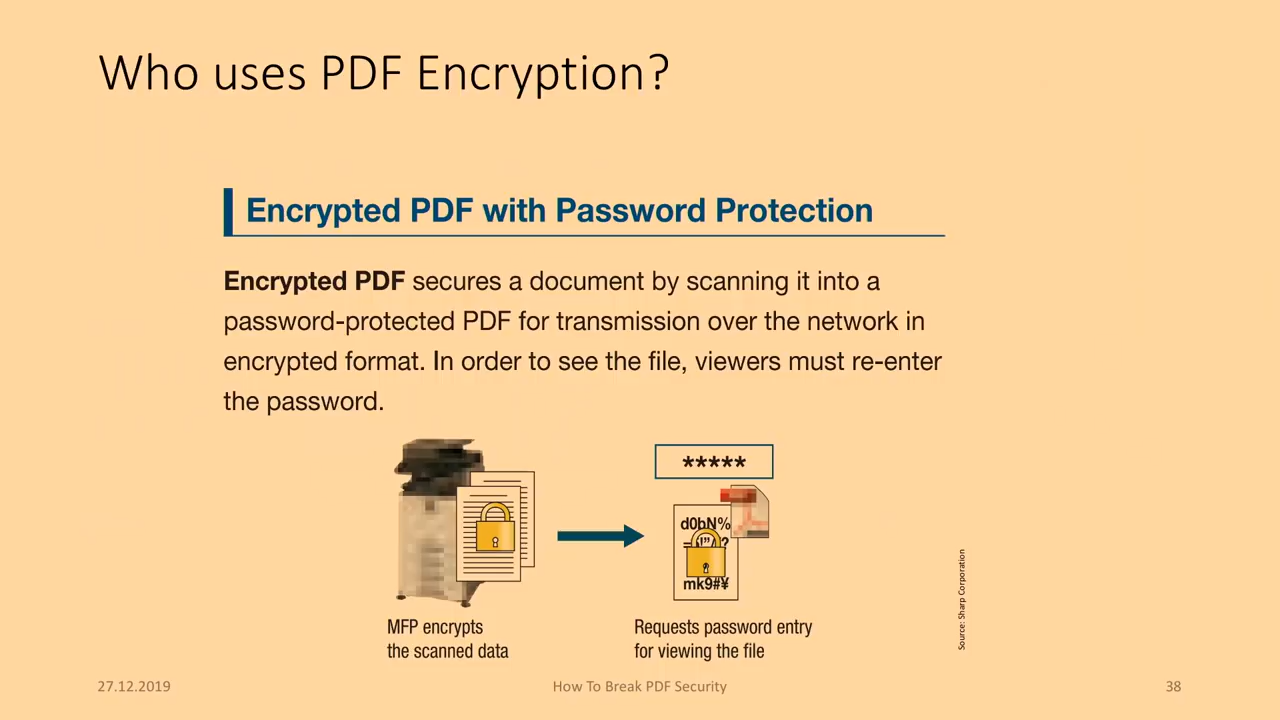 Who uses PDF Encryption?
Encrypted PDF with Password Protection
Encrypted PDF secures a document by scanning it into a
password-protected PDF for transmission over the network in
encrypted format. In order to see the file, viewers must re-enter
the password.
*****
d0bN%
mk9#¥
MFP encrypts
the scanned data
Requests password entry
for viewing the file
Source: Sharp Corporation
27.12.2019
How To Break PDF Security
38